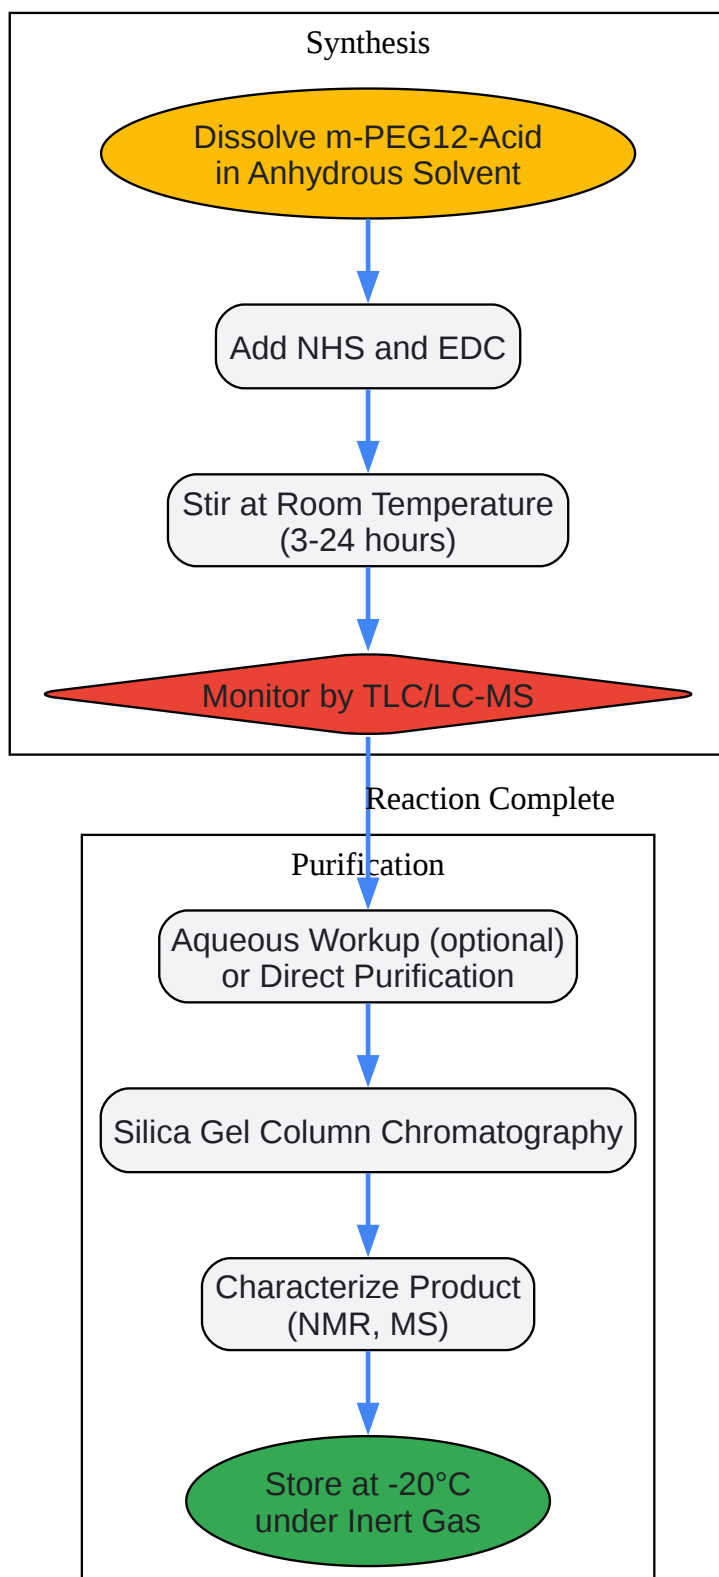 Synthesis
Dissolve m-PEG12-Acid
in Anhydrous Solvent
Add NHS and EDC
Stir at Room Temperature
(3-24 hours)
Monitor by TLC/LC-MS
Reaction Complete
Purification
Aqueous Workup (optional)
or Direct Purification
Silica Gel Column Chromatography
Characterize Product
(NMR, MS)
Store at -20°C
under Inert Gas